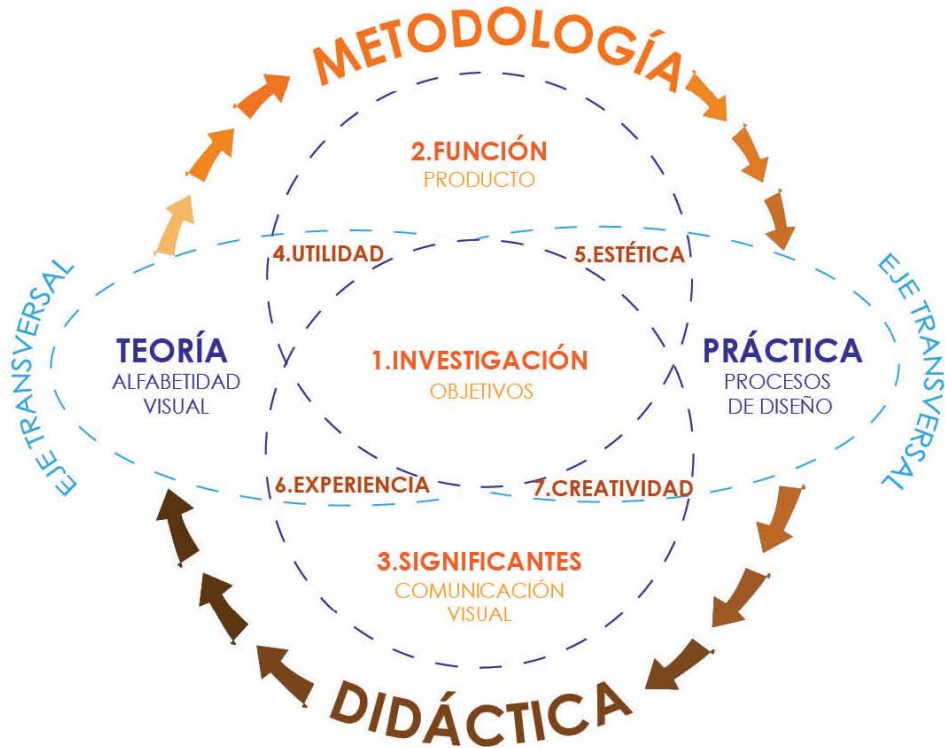 METODOLOGÍA
2.FUNCIÓN
PRODUCTO
4.UTILIDAD
5.ESTÉTICA
EJE TRANSVERSAL
TEORÍA
ALFABETIDAD
VISUAL
1.INVESTIGACIÓN
OBJETIVOS
PRÁCTICA
PROCESOS
DE DISEÑO
EJE TRANSVERSAL
6.EXPERIENCIA
7.CREATIVIDAD
3.SIGNIFICANTES
COMUNICACIÓN
VISUAL
DIDÁCTICA